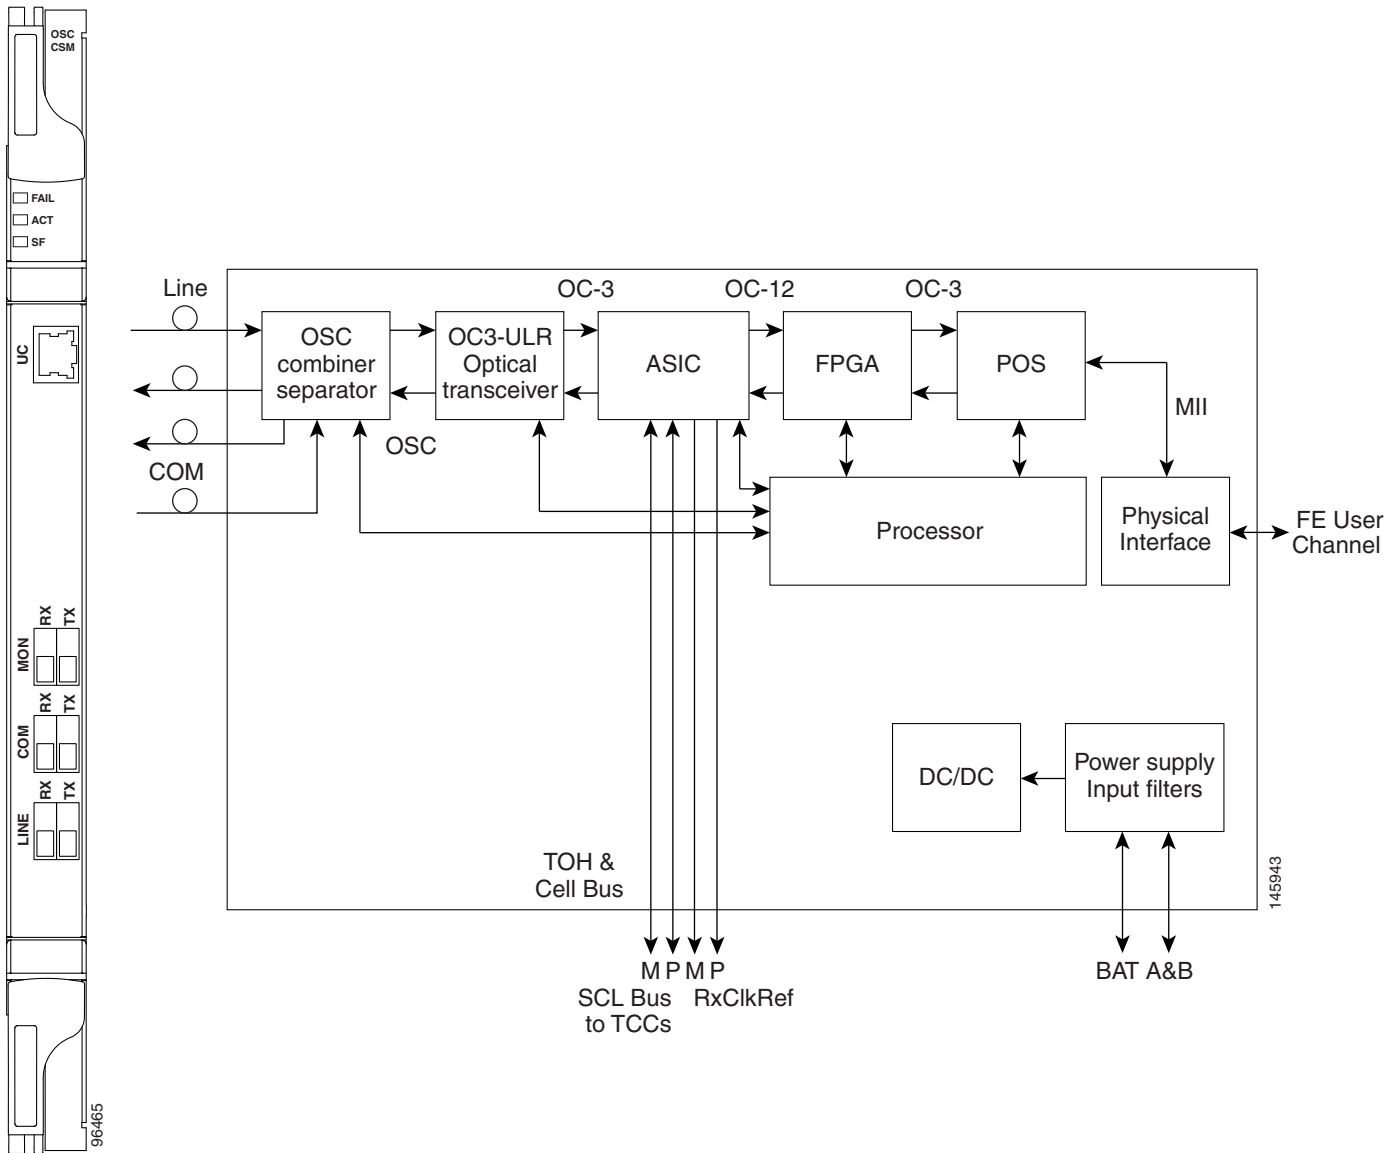 OSC
CSM
FAIL
ACT
SF
UC
RX
TX
MON
RX
TX
COM
RX
TX
LINE
96465
Line
COM
OSC
combiner
separator
OSC
OC3-ULR
Optical
transceiver
OC-3
ASIC
OC-12
FPGA
OC-3
POS
MII
Processor
Physical
Interface
FE User
Channel
DC/DC
Power supply
Input filters
TOH &
Cell Bus
M P M P
SCL Bus
to TCCs
RxClkRef
BAT A&B
145943